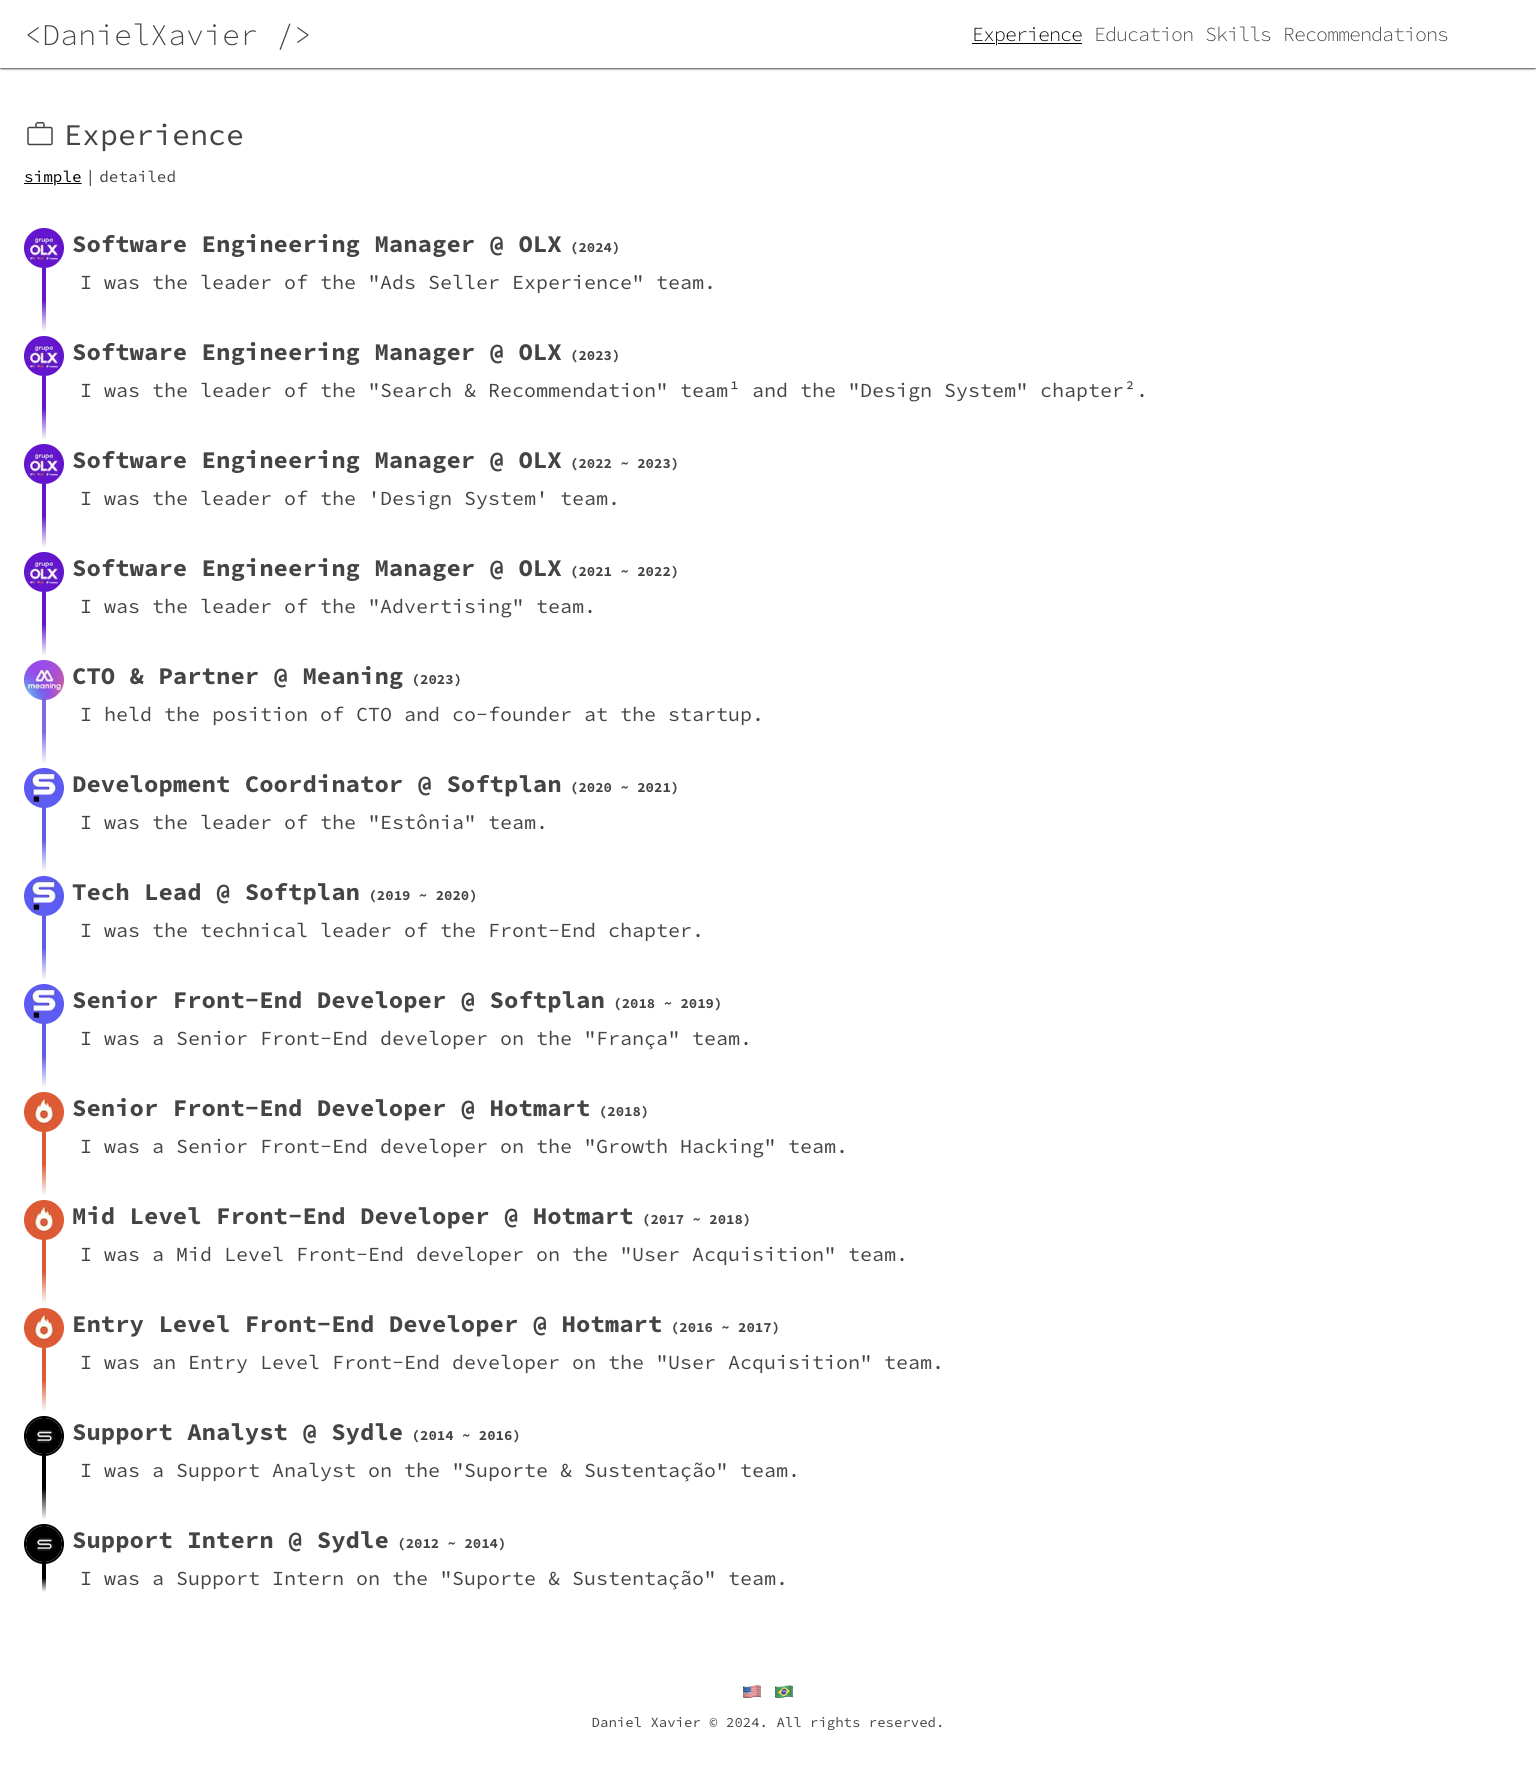 <DanielXavier />
Experience Education Skills Recommendations
Experience
simple | detailed
grupo
OLX
Software Engineering Manager @ OLX (2024)
I was the leader of the "Ads Seller Experience" team.
grupo
OLX
Software Engineering Manager @ OLX (2023)
I was the leader of the "Search & Recommendation" team¹ and the "Design System" chapter².
grupo
OLX
Software Engineering Manager @ OLX (2022 ~ 2023)
I was the leader of the 'Design System' team.
grupo
OLX
Software Engineering Manager @ OLX (2021 ~ 2022)
I was the leader of the "Advertising" team.
meaning
CTO & Partner @ Meaning (2023)
I held the position of CTO and co-founder at the startup.
Development Coordinator @ Softplan (2020 ~ 2021)
I was the leader of the "Estônia" team.
Tech Lead @ Softplan (2019 ~ 2020)
I was the technical leader of the Front-End chapter.
Senior Front-End Developer @ Softplan (2018 ~ 2019)
I was a Senior Front-End developer on the "França" team.
Senior Front-End Developer @ Hotmart (2018)
I was a Senior Front-End developer on the "Growth Hacking" team.
Mid Level Front-End Developer @ Hotmart (2017 ~ 2018)
I was a Mid Level Front-End developer on the "User Acquisition" team.
Entry Level Front-End Developer @ Hotmart (2016 ~ 2017)
I was an Entry Level Front-End developer on the "User Acquisition" team.
Support Analyst @ Sydle (2014 ~ 2016)
I was a Support Analyst on the "Suporte & Sustentação" team.
Support Intern @ Sydle (2012 ~ 2014)
I was a Support Intern on the "Suporte & Sustentação" team.
Daniel Xavier © 2024. All rights reserved.